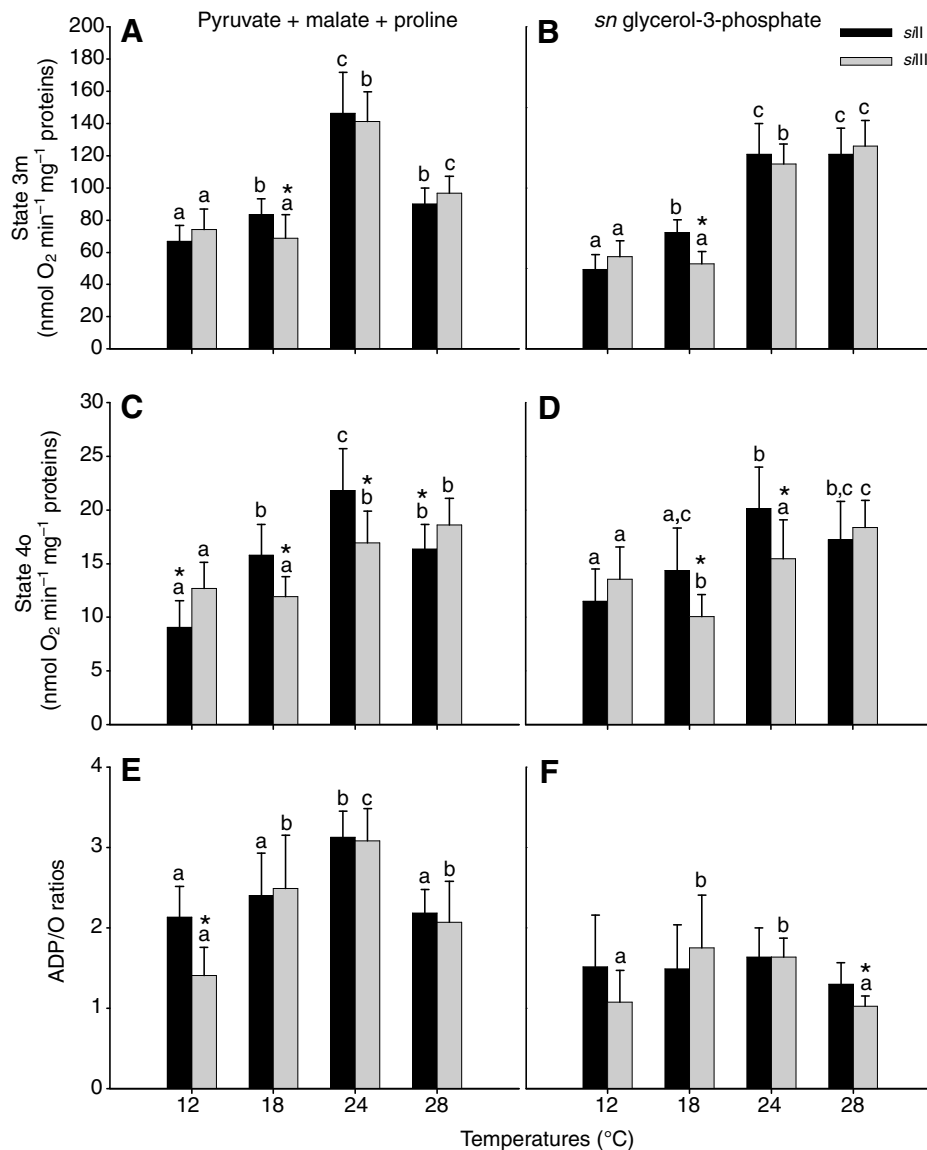 A Pyruvate + malate + proline
B sn glycerol-3-phosphate
siII
siIII
State 3m
(nmol O2 min−1 mg−1 proteins)
200
180
160
140
120
100
80
60
40
20
0
a a b * a c b b c
a a b * a c b c c
C
D
State 4o
(nmol O2 min−1 mg−1 proteins)
30
25
20
15
10
5
0
* a a b * a c * b * b b
a a a,c * b b * a b,c c
E
F
ADP/O ratios
4
3
2
1
0
a * a a b b c a b
a b b * a
12 18 24 28
12 18 24 28
Temperatures (°C)